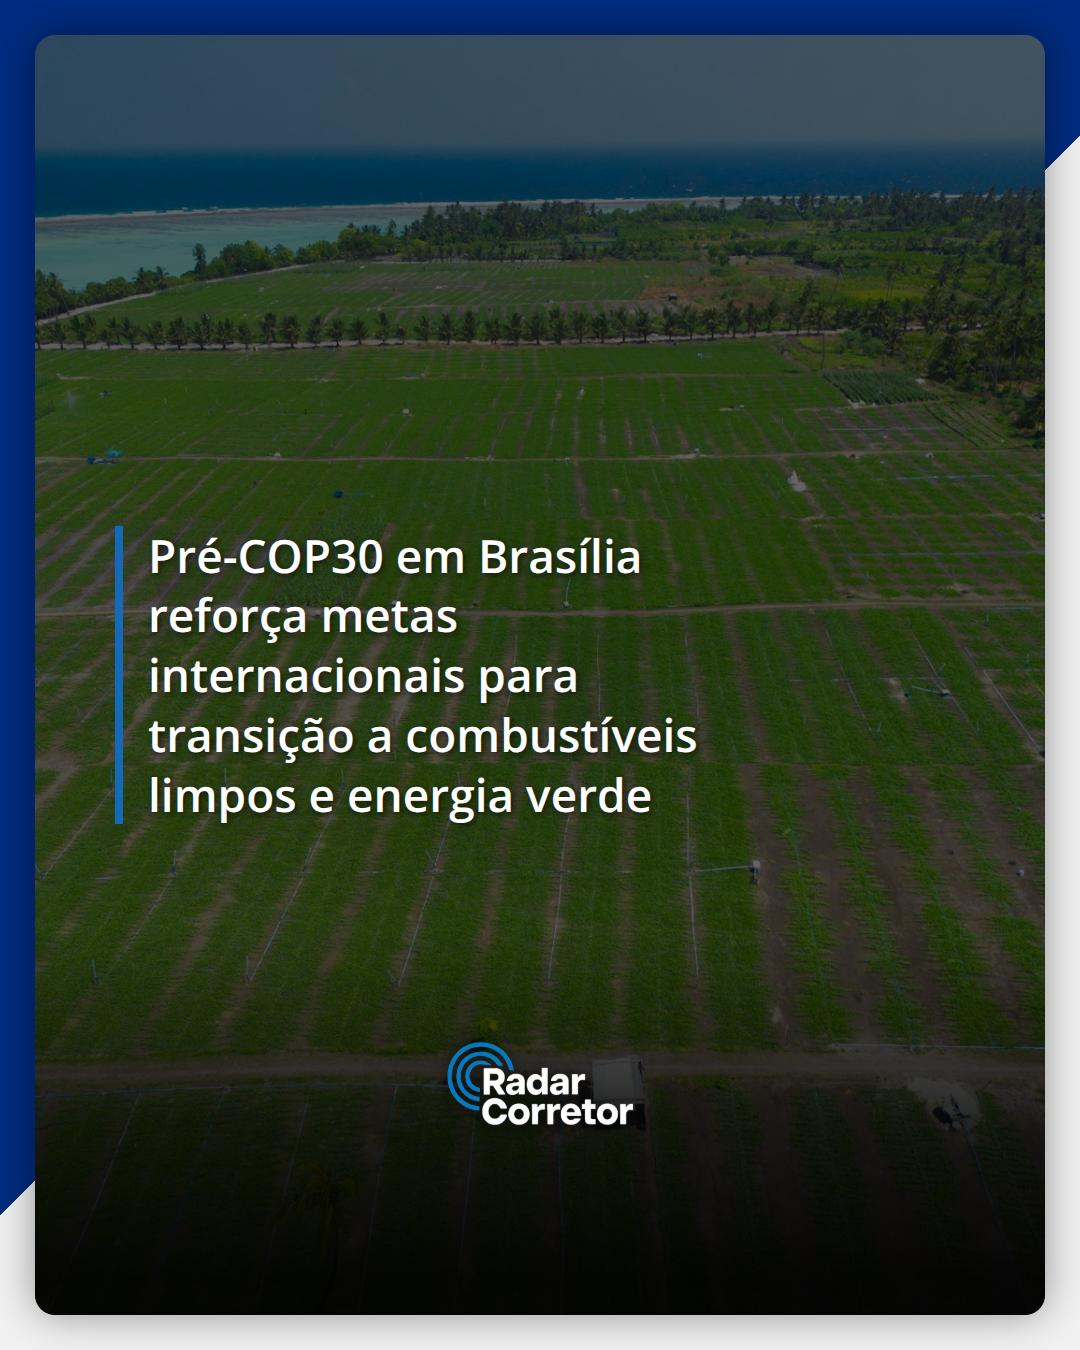 Pré-COP30 em Brasília
reforça metas
internacionais para
transição a combustíveis
limpos e energia verde
Radar
Corretor